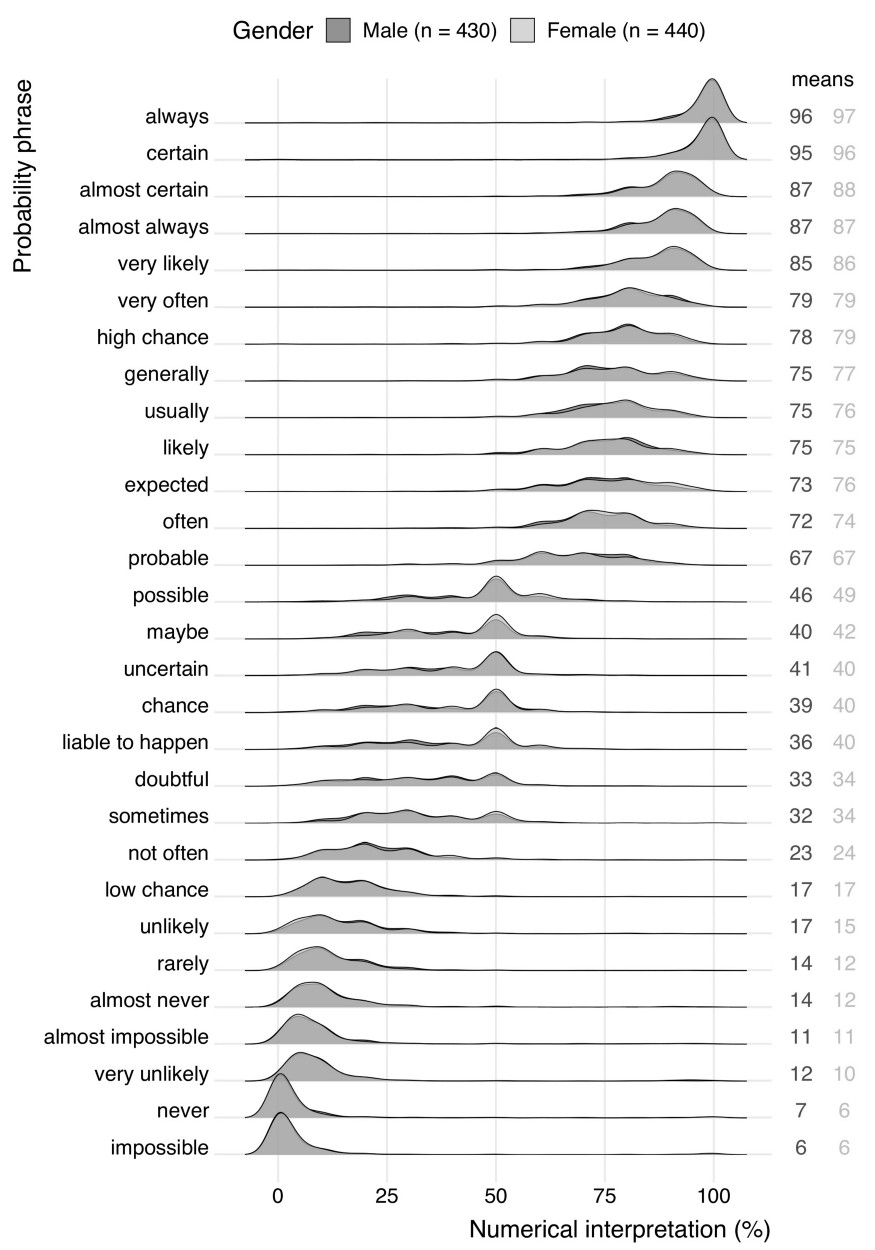 Gender Male (n = 430) Female (n = 440)
Probability phrase
means
always 96 97
certain 95 96
almost certain 87 88
almost always 87 87
very likely 85 86
very often 79 79
high chance 78 79
generally 75 77
usually 75 76
likely 75 75
expected 73 76
often 72 74
probable 67 67
possible 46 49
maybe 40 42
uncertain 41 40
chance 39 40
liable to happen 36 40
doubtful 33 34
sometimes 32 34
not often 23 24
low chance 17 17
unlikely 17 15
rarely 14 12
almost never 14 12
almost impossible 11 11
very unlikely 12 10
never 7 6
impossible 6 6
0 25 50 75 100
Numerical interpretation (%)